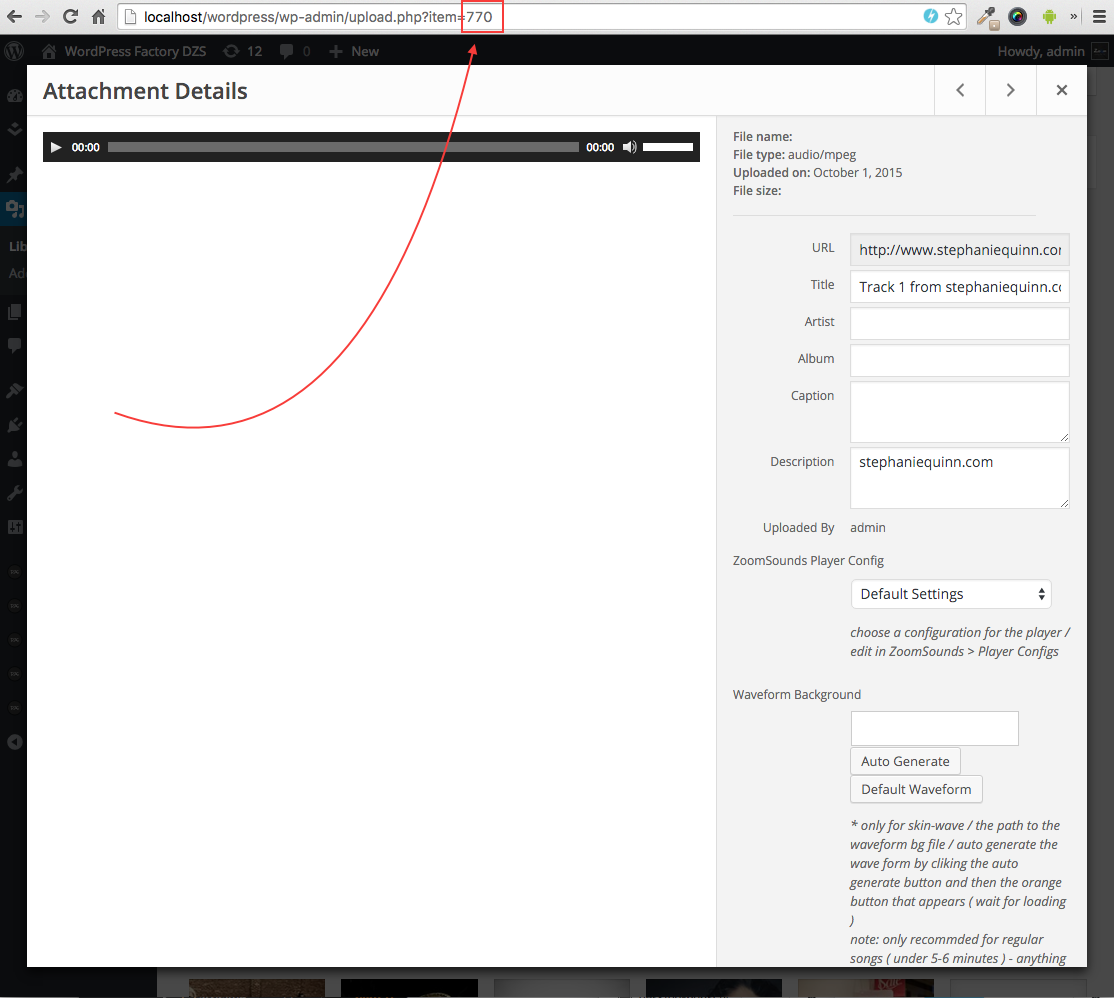 localhost/wordpress/wp-admin/upload.php?item=770
WordPress Factory DZS
12
0
New
Howdy, admin
Attachment Details
00:00
00:00
File name:
File type: audio/mpeg
Uploaded on: October 1, 2015
File size:
URL
http://www.stephaniequinn.cor
Title
Track 1 from stephaniequinn.cc
Artist
Album
Caption
Description
stephaniequinn.com
Uploaded By
admin
ZoomSounds Player Config
Default Settings
choose a configuration for the player /
edit in ZoomSounds > Player Configs
Waveform Background
Auto Generate
Default Waveform
* only for skin-wave / the path to the
waveform bg file / auto generate the
wave form by cliking the auto
generate button and then the orange
button that appears ( wait for loading
)
note: only recommded for regular
songs ( under 5-6 minutes ) - anything
Lib
Add